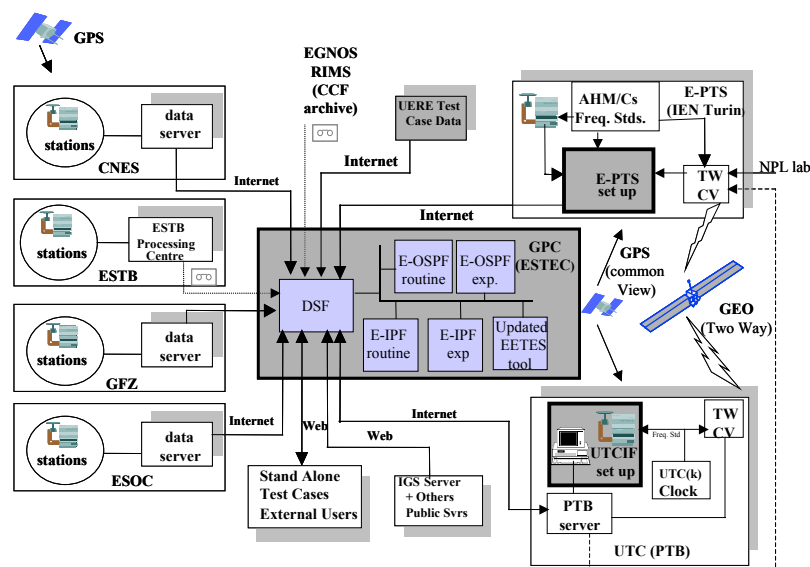 GPS
EGNOS
RIMS
(CCF
archive)
UERE Test
Case Data
AHM/Cs
Freq. Stds.
E-PTS
(IEN Turin)
E-PTS
set up
TW
CV
NPL lab
stations
data
server
CNES
Internet
Internet
Internet
stations
ESTB
Processing
Centre
ESTB
GPC
(ESTEC)
DSF
E-OSPF
routine
E-OSPF
exp.
E-IPF
routine
E-IPF
exp
Updated
EETES
tool
GPS
(common
View)
GEO
(Two Way)
stations
data
server
GFZ
stations
data
server
ESOC
Internet
Web
Web
Internet
Stand Alone
Test Cases
External Users
IGS Server
+ Others
Public Svrs
UTCIF
set up
Freq. Std
TW
CV
UTC(k)
Clock
PTB
server
UTC (PTB)